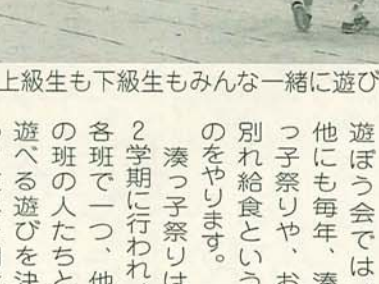 上級生も下級生もみんな一緒に遊び
遊ぼう会では
他にも毎年、湊
っ子祭りや、お
別れ給食という
のをやります。
湊っ子祭りは
2学期に行われ
各班で一つ、他
の班の人たちと
遊べる遊びを決